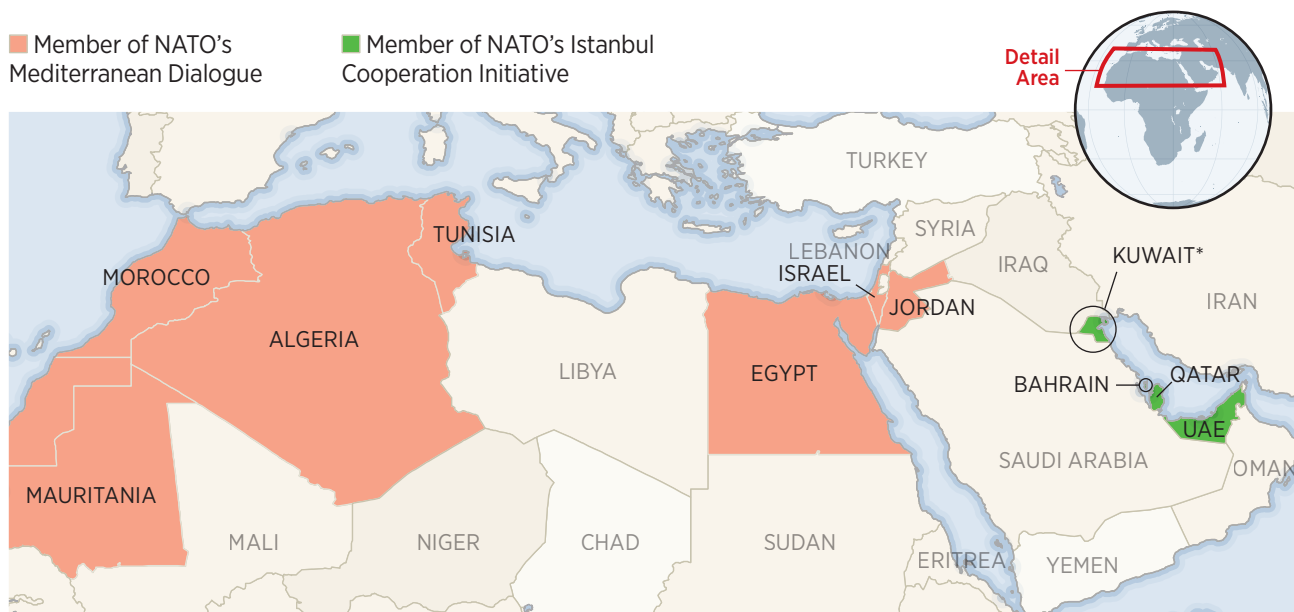 Member of NATO’s
Mediterranean Dialogue
Member of NATO’s Istanbul
Cooperation Initiative
Detail
Area
TURKEY
TUNISIA
SYRIA
LEBANON
MOROCCO
ISRAEL
IRAQ
KUWAIT*
IRAN
JORDAN
ALGERIA
LIBYA
EGYPT
BAHRAIN
QATAR
UAE
SAUDI ARABIA
OMAN
MAURITANIA
MALI
NIGER
CHAD
SUDAN
ERITREA
YEMEN